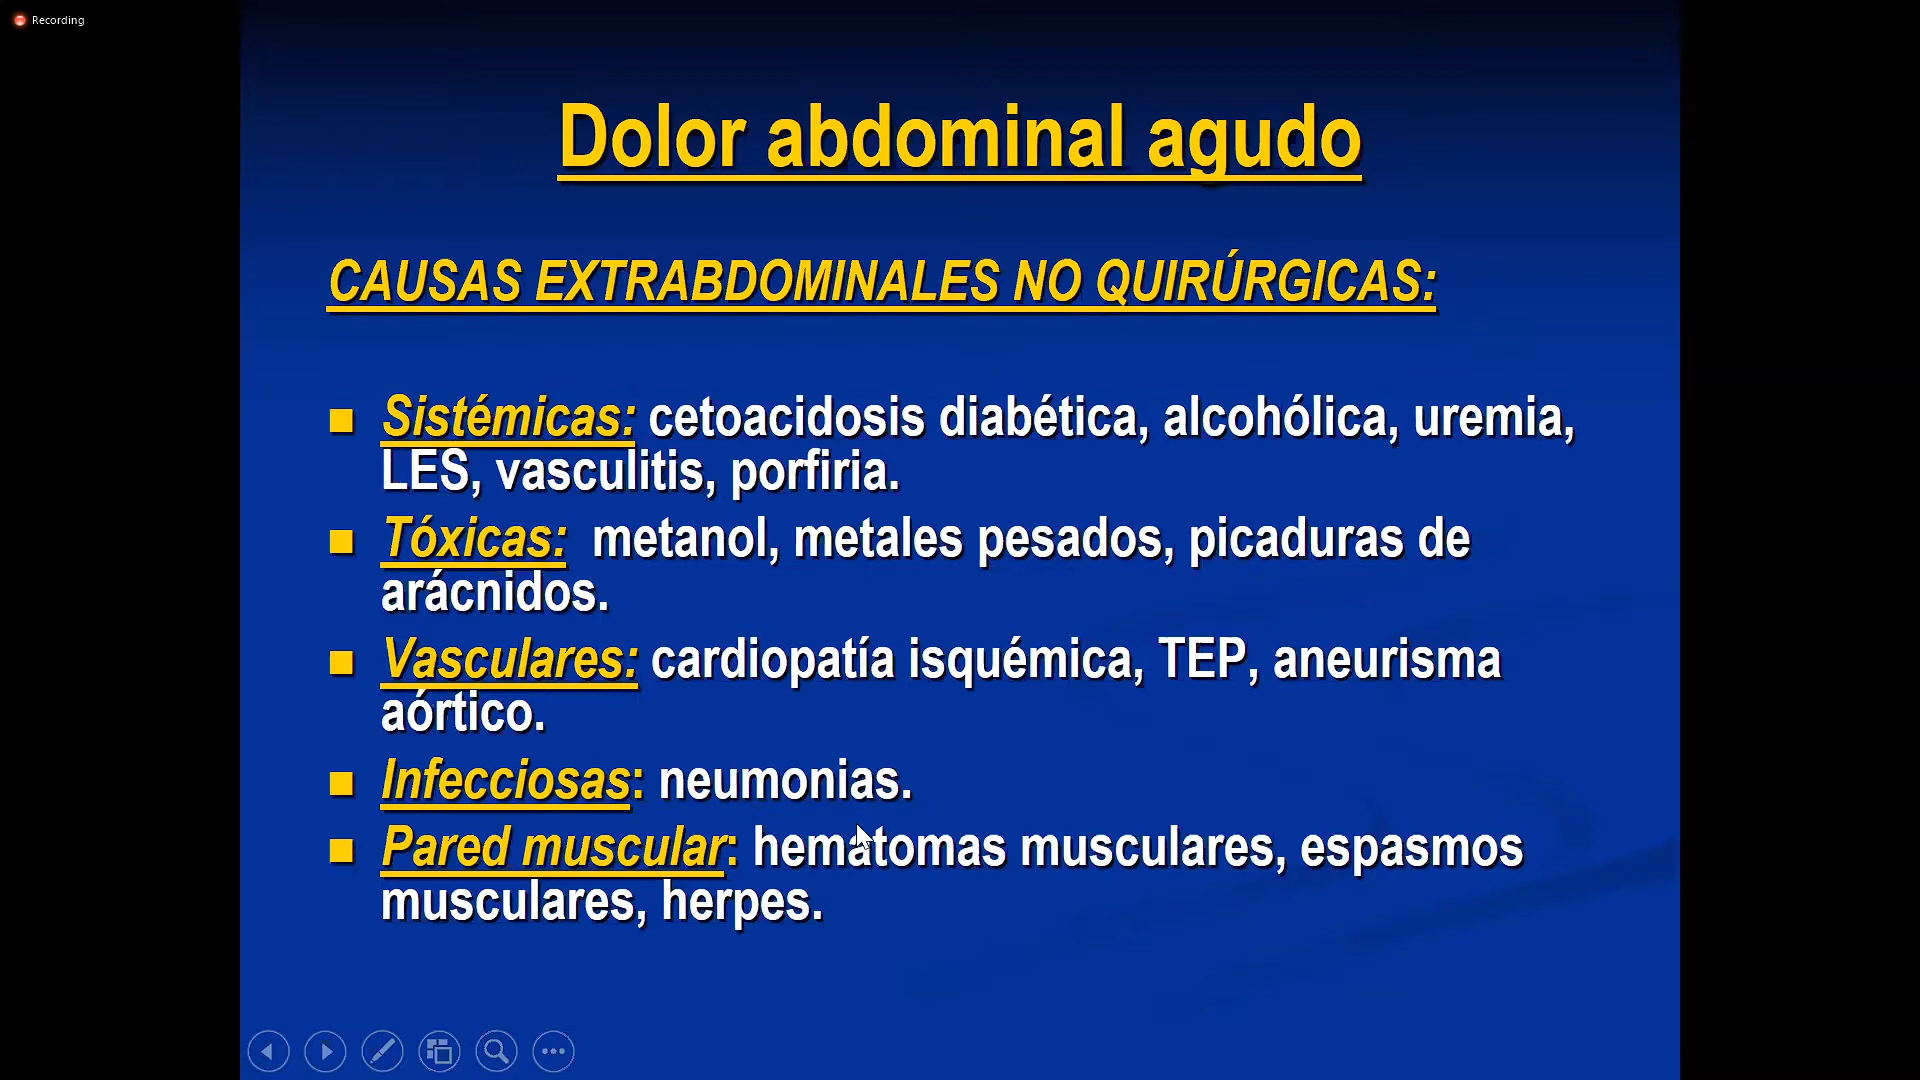 Recording
Dolor abdominal agudo
CAUSAS EXTRABDOMINALES NO QUIRÚRGICAS:
Sistémicas: cetoacidosis diabética, alcohólica, uremia,
LES, vasculitis, porfiria.
Tóxicas: metanol, metales pesados, picaduras de
arácnidos.
Vasculares: cardiopatía isquémica, TEP, aneurisma
aórtico.
Infecciosas: neumonias.
Pared muscular: hematomas musculares, espasmos
musculares, herpes.